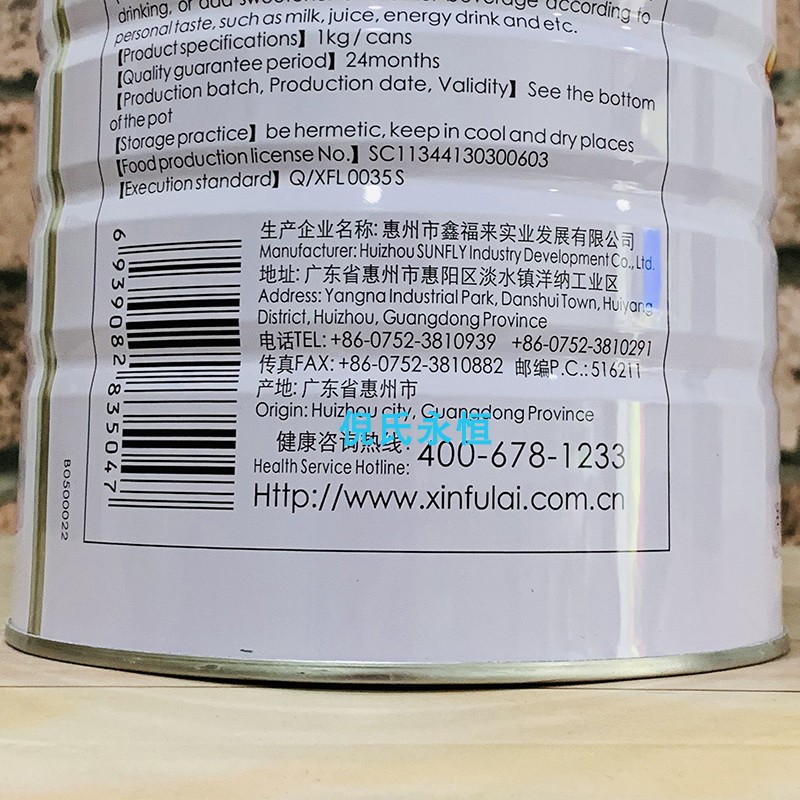 drinking, or add beverage according to
personal taste, such as milk, juice, energy drink and etc.
【Product specifications】 1kg / cans
【Quality guarantee period】 24months
【Production batch, Production date, Validity】 See the bottom
of the pot
【Storage practice】 be hermetic, keep in cool and dry places
【Food production license No.】 SC11344130300603
【Execution standard】 Q/XFL 0035 S
生产企业名称: 惠州市鑫福来实业发展有限公司
Manufacturer: Huizhou SUNFLY Industry Development Co., Ltd.
地址: 广东省惠州市惠阳区淡水镇洋纳工业区
Address: Yangna Industrial Park, Danshui Town, Huiyang
District, Huizhou, Guangdong Province
电话TEL: +86-0752-3810939 +86-0752-3810291
传真FAX: +86-0752-3810882 邮编P.C.: 516211
产地: 广东省惠州市
Origin: Huizhou city, Guangdong Province
倪氏永恒
健康咨询热线: 400-678-1233
Health Service Hotline:
Http://www.xinfulai.com.cn
6939082835047
B0500022